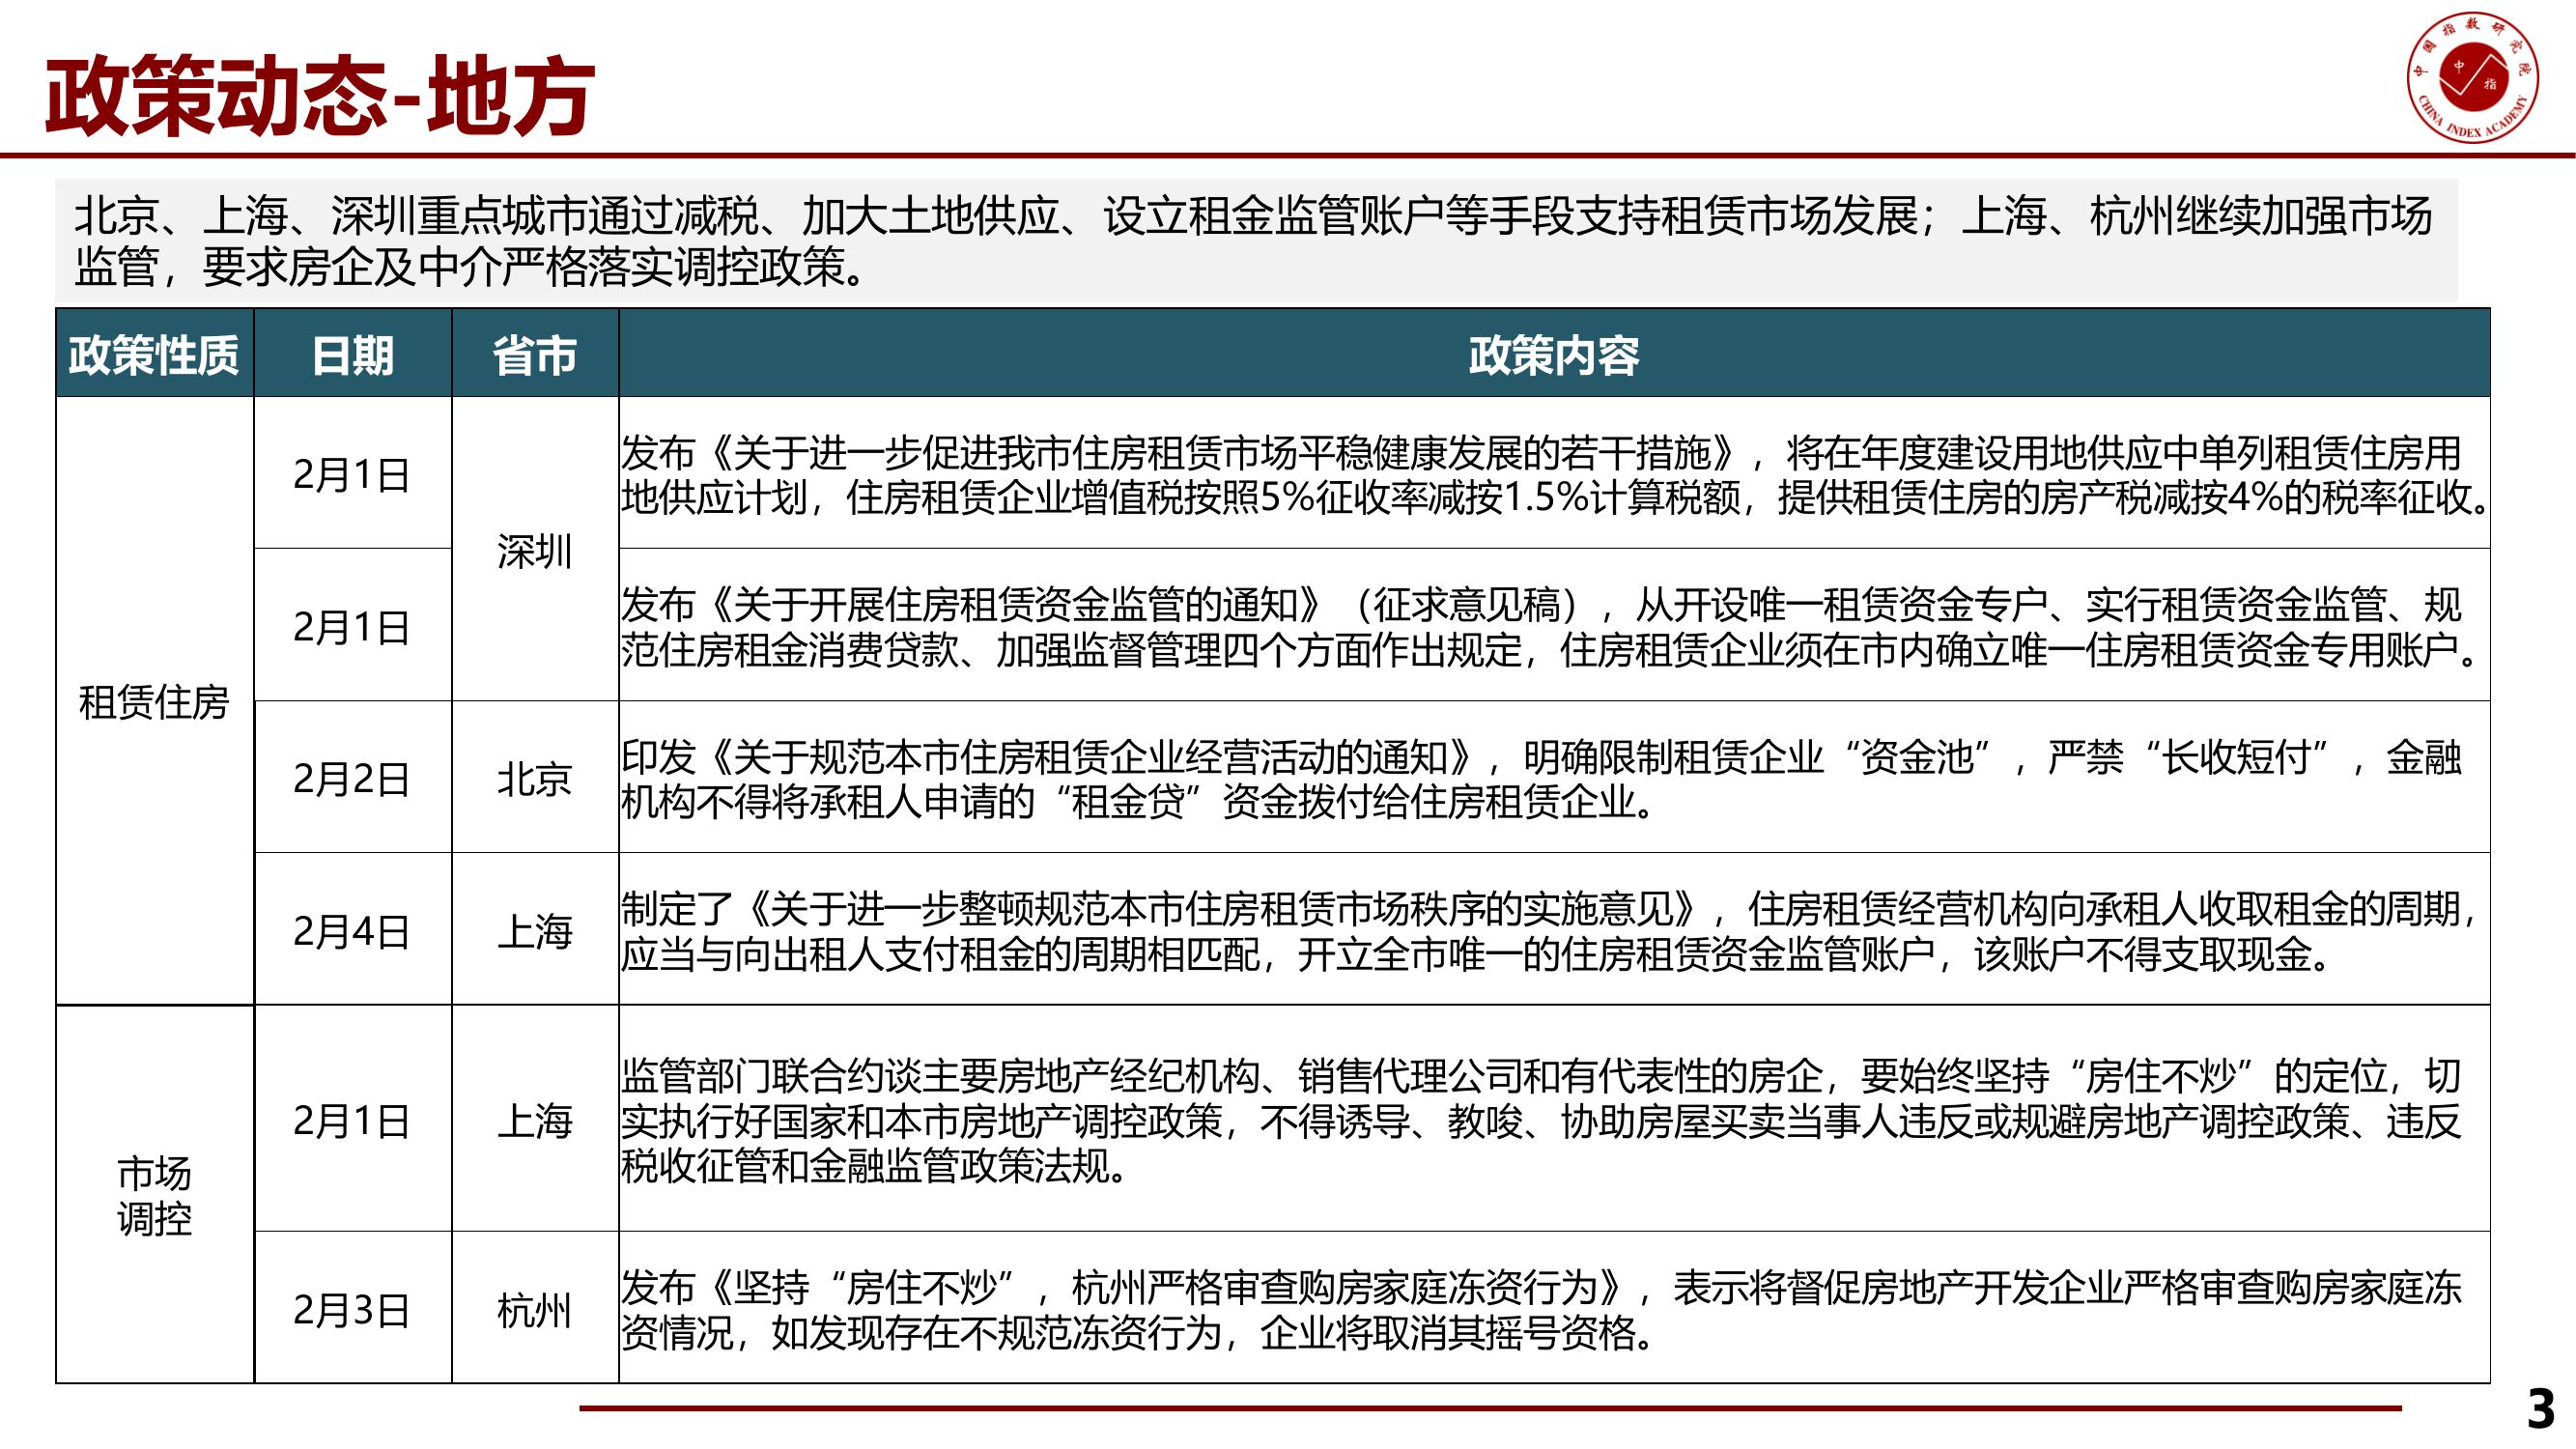 政策动态-地方
中国指数研究院
中
指
CHINA INDEX ACADEMY
北京、上海、深圳重点城市通过减税、加大土地供应、设立租金监管账户等手段支持租赁市场发展；上海、杭州继续加强市场
监管，要求房企及中介严格落实调控政策。
政策性质 日期 省市 政策内容
租赁住房
2月1日
深圳
发布《关于进一步促进我市住房租赁市场平稳健康发展的若干措施》，将在年度建设用地供应中单列租赁住房用
地供应计划，住房租赁企业增值税按照5%征收率减按1.5%计算税额，提供租赁住房的房产税减按4%的税率征收。
2月1日
发布《关于开展住房租赁资金监管的通知》（征求意见稿），从开设唯一租赁资金专户、实行租赁资金监管、规
范住房租金消费贷款、加强监督管理四个方面作出规定，住房租赁企业须在市内确立唯一住房租赁资金专用账户。
2月2日
北京
印发《关于规范本市住房租赁企业经营活动的通知》，明确限制租赁企业“资金池”，严禁“长收短付”，金融
机构不得将承租人申请的“租金贷”资金拨付给住房租赁企业。
2月4日
上海
制定了《关于进一步整顿规范本市住房租赁市场秩序的实施意见》，住房租赁经营机构向承租人收取租金的周期，
应当与向出租人支付租金的周期相匹配，开立全市唯一的住房租赁资金监管账户，该账户不得支取现金。
市场
调控
2月1日
上海
监管部门联合约谈主要房地产经纪机构、销售代理公司和有代表性的房企，要始终坚持“房住不炒”的定位，切
实执行好国家和本市房地产调控政策，不得诱导、教唆、协助房屋买卖当事人违反或规避房地产调控政策、违反
税收征管和金融监管政策法规。
2月3日
杭州
发布《坚持“房住不炒”，杭州严格审查购房家庭冻资行为》，表示将督促房地产开发企业严格审查购房家庭冻
资情况，如发现存在不规范冻资行为，企业将取消其摇号资格。
3